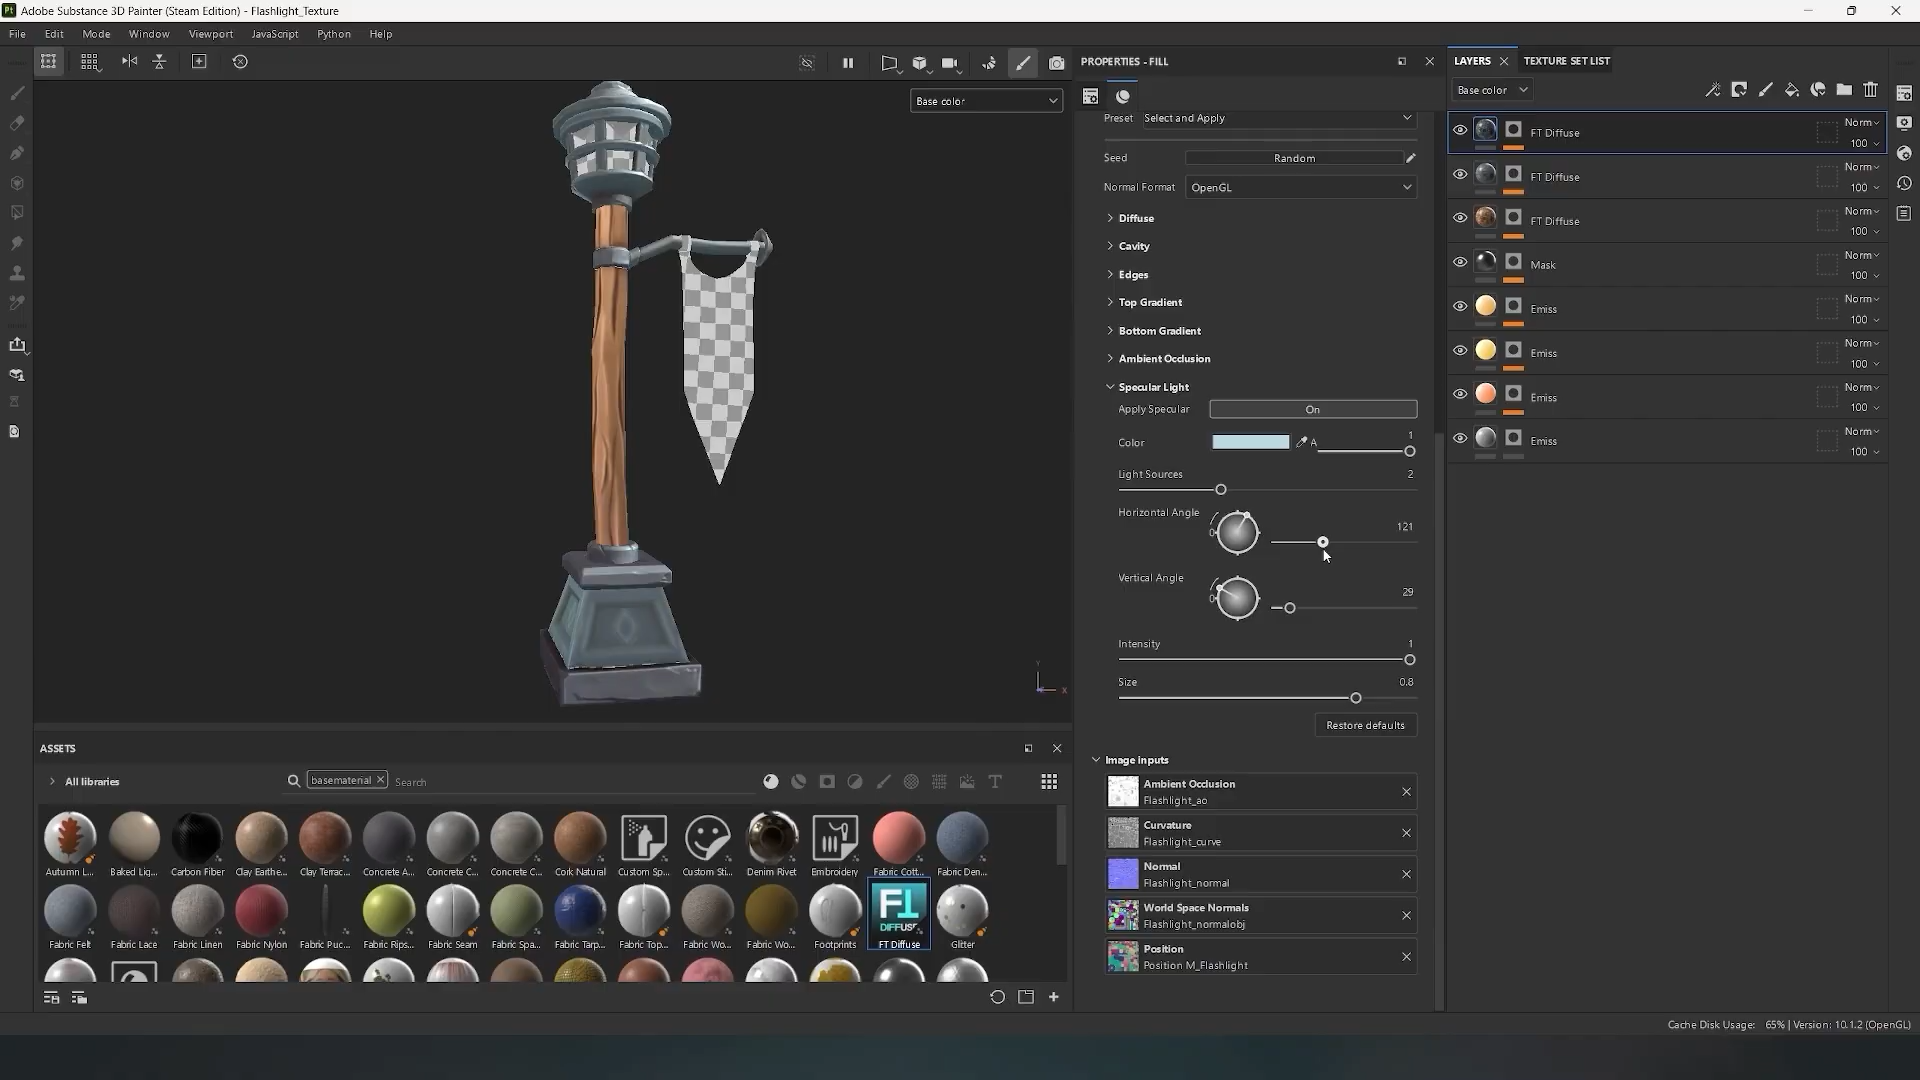 Pt Adobe Substance 3D Painter (Steam Edition) - Flashlight_Texture
File Edit Mode Window Viewport JavaScript Python Help
Base color
Y
X
PROPERTIES - FILL
Preset Select and Apply
Seed Random
Normal Format OpenGL
Diffuse
Cavity
Edges
Top Gradient
Bottom Gradient
Ambient Occlusion
Specular Light
Apply Specular On
Color A 1
Light Sources 2
Horizontal Angle 0 121
Vertical Angle 0 29
Intensity 1
Size 0.8
Restore defaults
Image inputs
Ambient Occlusion
Flashlight_ao
Curvature
Flashlight_curve
Normal
Flashlight_normal
World Space Normals
Flashlight_normalobj
Position
Position M_Flashlight
LAYERS TEXTURE SET LIST
Base color
FT Diffuse Norm
100
FT Diffuse Norm
100
FT Diffuse Norm
100
Mask Norm
100
Emiss Norm
100
Emiss Norm
100
Emiss Norm
100
Emiss Norm
100
ASSETS
All libraries basematerial Search
Autumn L... Baked Lig... Carbon Fiber Clay Earthe... Clay Terrac... Concrete A... Concrete C... Concrete C... Cork Natural Custom Sp... Custom Sti... Denim Rivet Embroidery Fabric Cott... Fabric Den...
FT
DIFFUSE
Fabric Felt Fabric Lace Fabric Linen Fabric Nylon Fabric Puc... Fabric Rips... Fabric Seam Fabric Spa... Fabric Tarp... Fabric Top... Fabric Wo... Fabric Wo... Footprints FT Diffuse Glitter
Cache Disk Usage: 65% | Version: 10.1.2 (OpenGL)